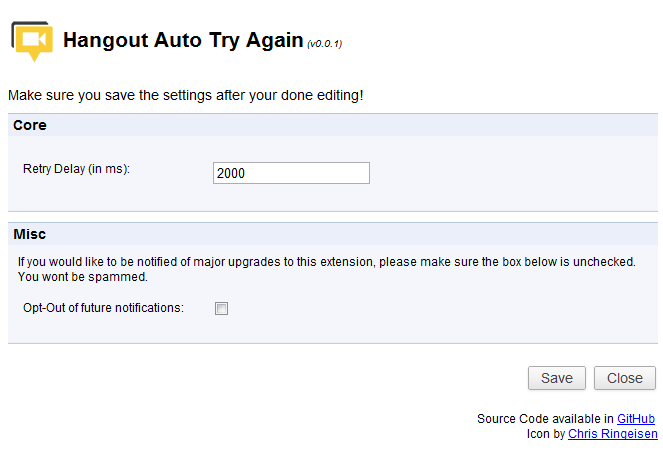 Hangout Auto Try Again (v0.0.1)
Make sure you save the settings after your done editing!
Core
Retry Delay (in ms): 2000
Misc
If you would like to be notified of major upgrades to this extension, please make sure the box below is unchecked.
You wont be spammed.
Opt-Out of future notifications:
Save Close
Source Code available in GitHub
Icon by Chris Ringeisen